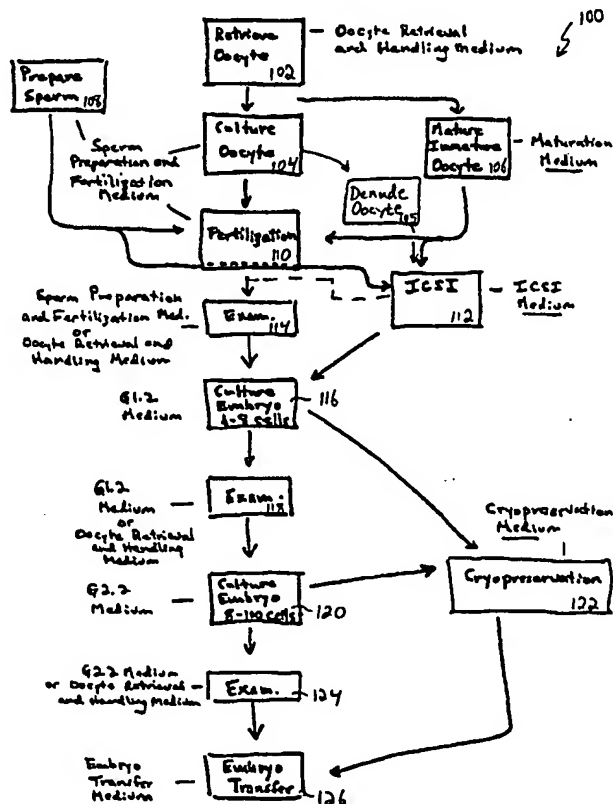 100
Retrieve
Oocyte
102
Oocyte Retrieval
and Handling Medium
Prepare
Sperm
108
Culture
Oocyte
104
Mature
Immature
Oocyte
106
Maturation
Medium
Sperm
Preparation and
Fertilization
Medium
Denude
Oocyte
105
Fertilization
110
ICSI
112
ICSI
Medium
Sperm Preparation
and Fertilization Med.
or
Oocyte Retrieval and
Handling Medium
Exam.
114
G1.2
Medium
Culture
Embryo
cells
116
G1.2
Medium
or
Oocyte Retrieval
and Handling
Medium
Exam.
118
Cryopreservation
Medium
Cryopreservation
122
G2.2
Medium
Culture
Embryo
8-100 cells
120
G2.2 Medium
or Oocyte Retrieval
and Handling Medium
Exam.
124
Embryo
Transfer
Medium
Embryo
Transfer
126